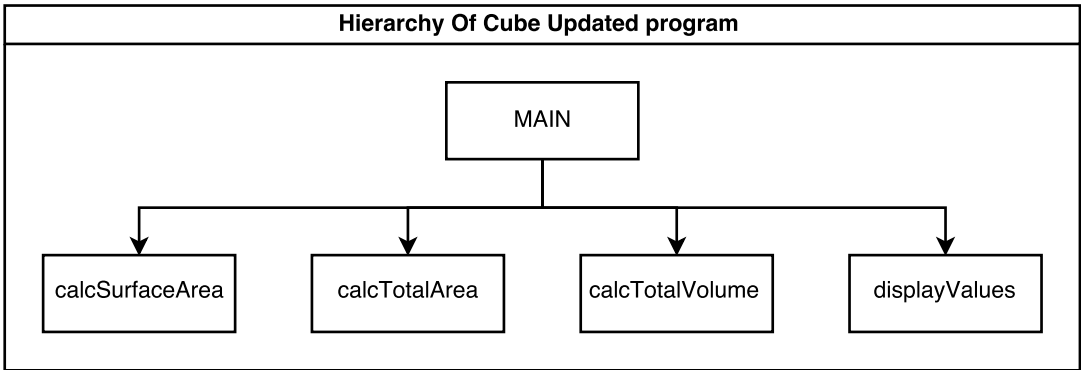 Hierarchy Of Cube Updated program
MAIN
calcSurfaceArea
calcTotalArea
calcTotalVolume
displayValues